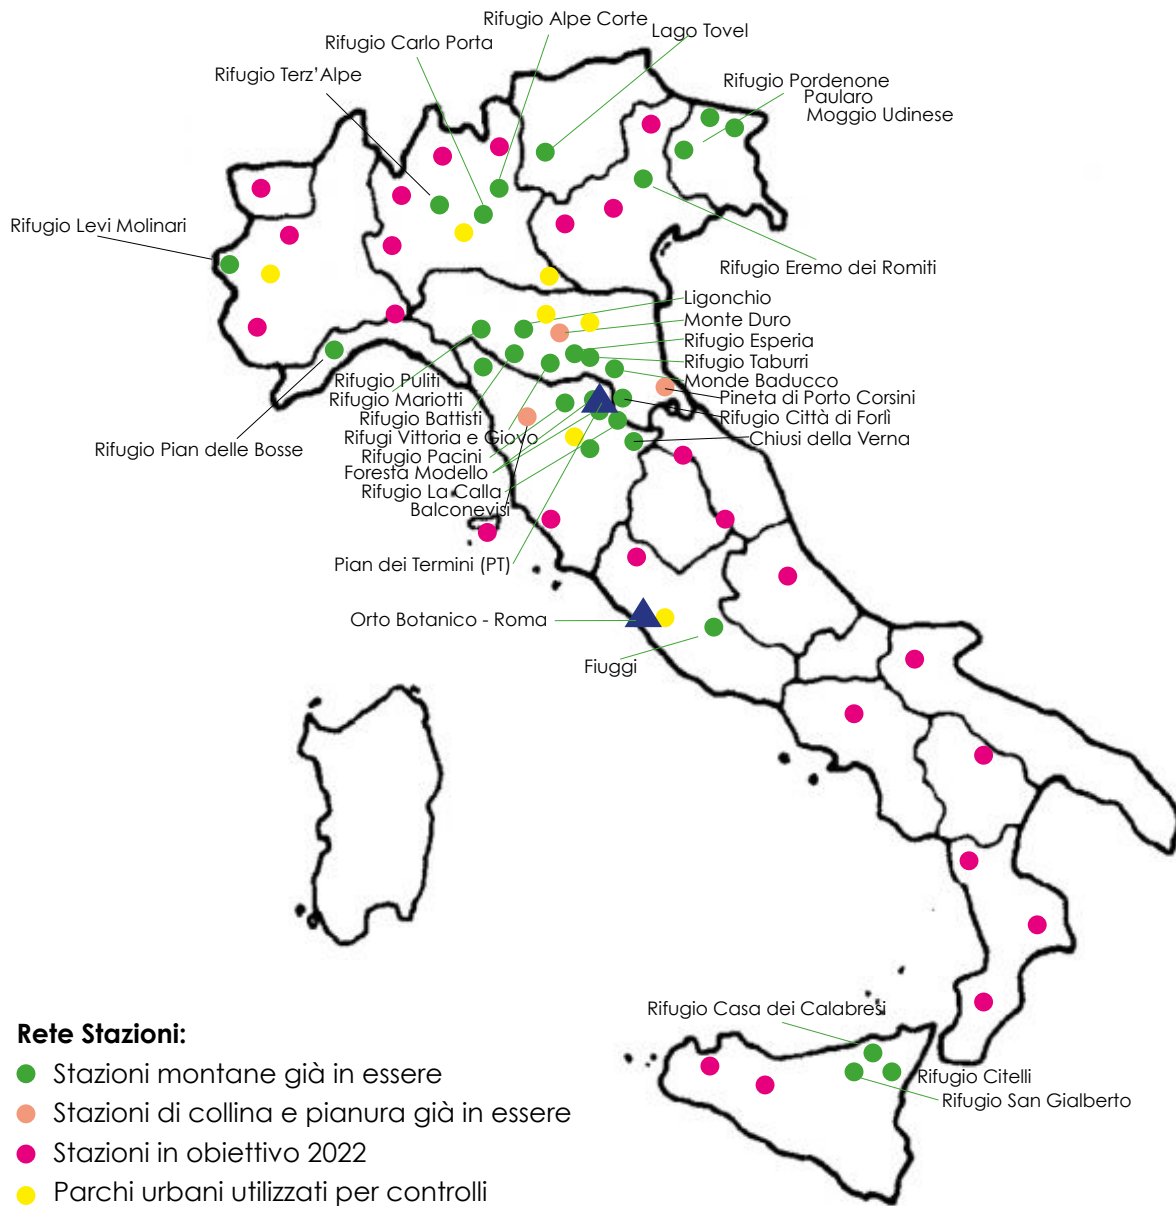 Rifugio Alpe Corte
Lago Tovel
Rifugio Carlo Porta
Rifugio Terz'Alpe
Rifugio Pordenone
Paularo
Moggio Udinese
Rifugio Levi Molinari
Rifugio Eremo dei Romiti
Ligonchio
Monte Duro
Rifugio Esperia
Rifugio Taburri
Monde Baducco
Pineta di Porto Corsini
Rifugio Città di Forlì
Chiusi della Verna
Rifugio Puliti
Rifugio Mariotti
Rifugio Battisti
Rifugi Vittoria e Giovo
Rifugio Pacini
Foresta Modello
Rifugio La Calla
Balconevisi
Rifugio Pian delle Bosse
Pian dei Termini (PT)
Orto Botanico - Roma
Fiuggi
Rifugio Casa dei Calabresi
Rifugio Citelli
Rifugio San Gialberto
Rete Stazioni:
Stazioni montane già in essere
Stazioni di collina e pianura già in essere
Stazioni in obiettivo 2022
Parchi urbani utilizzati per controlli